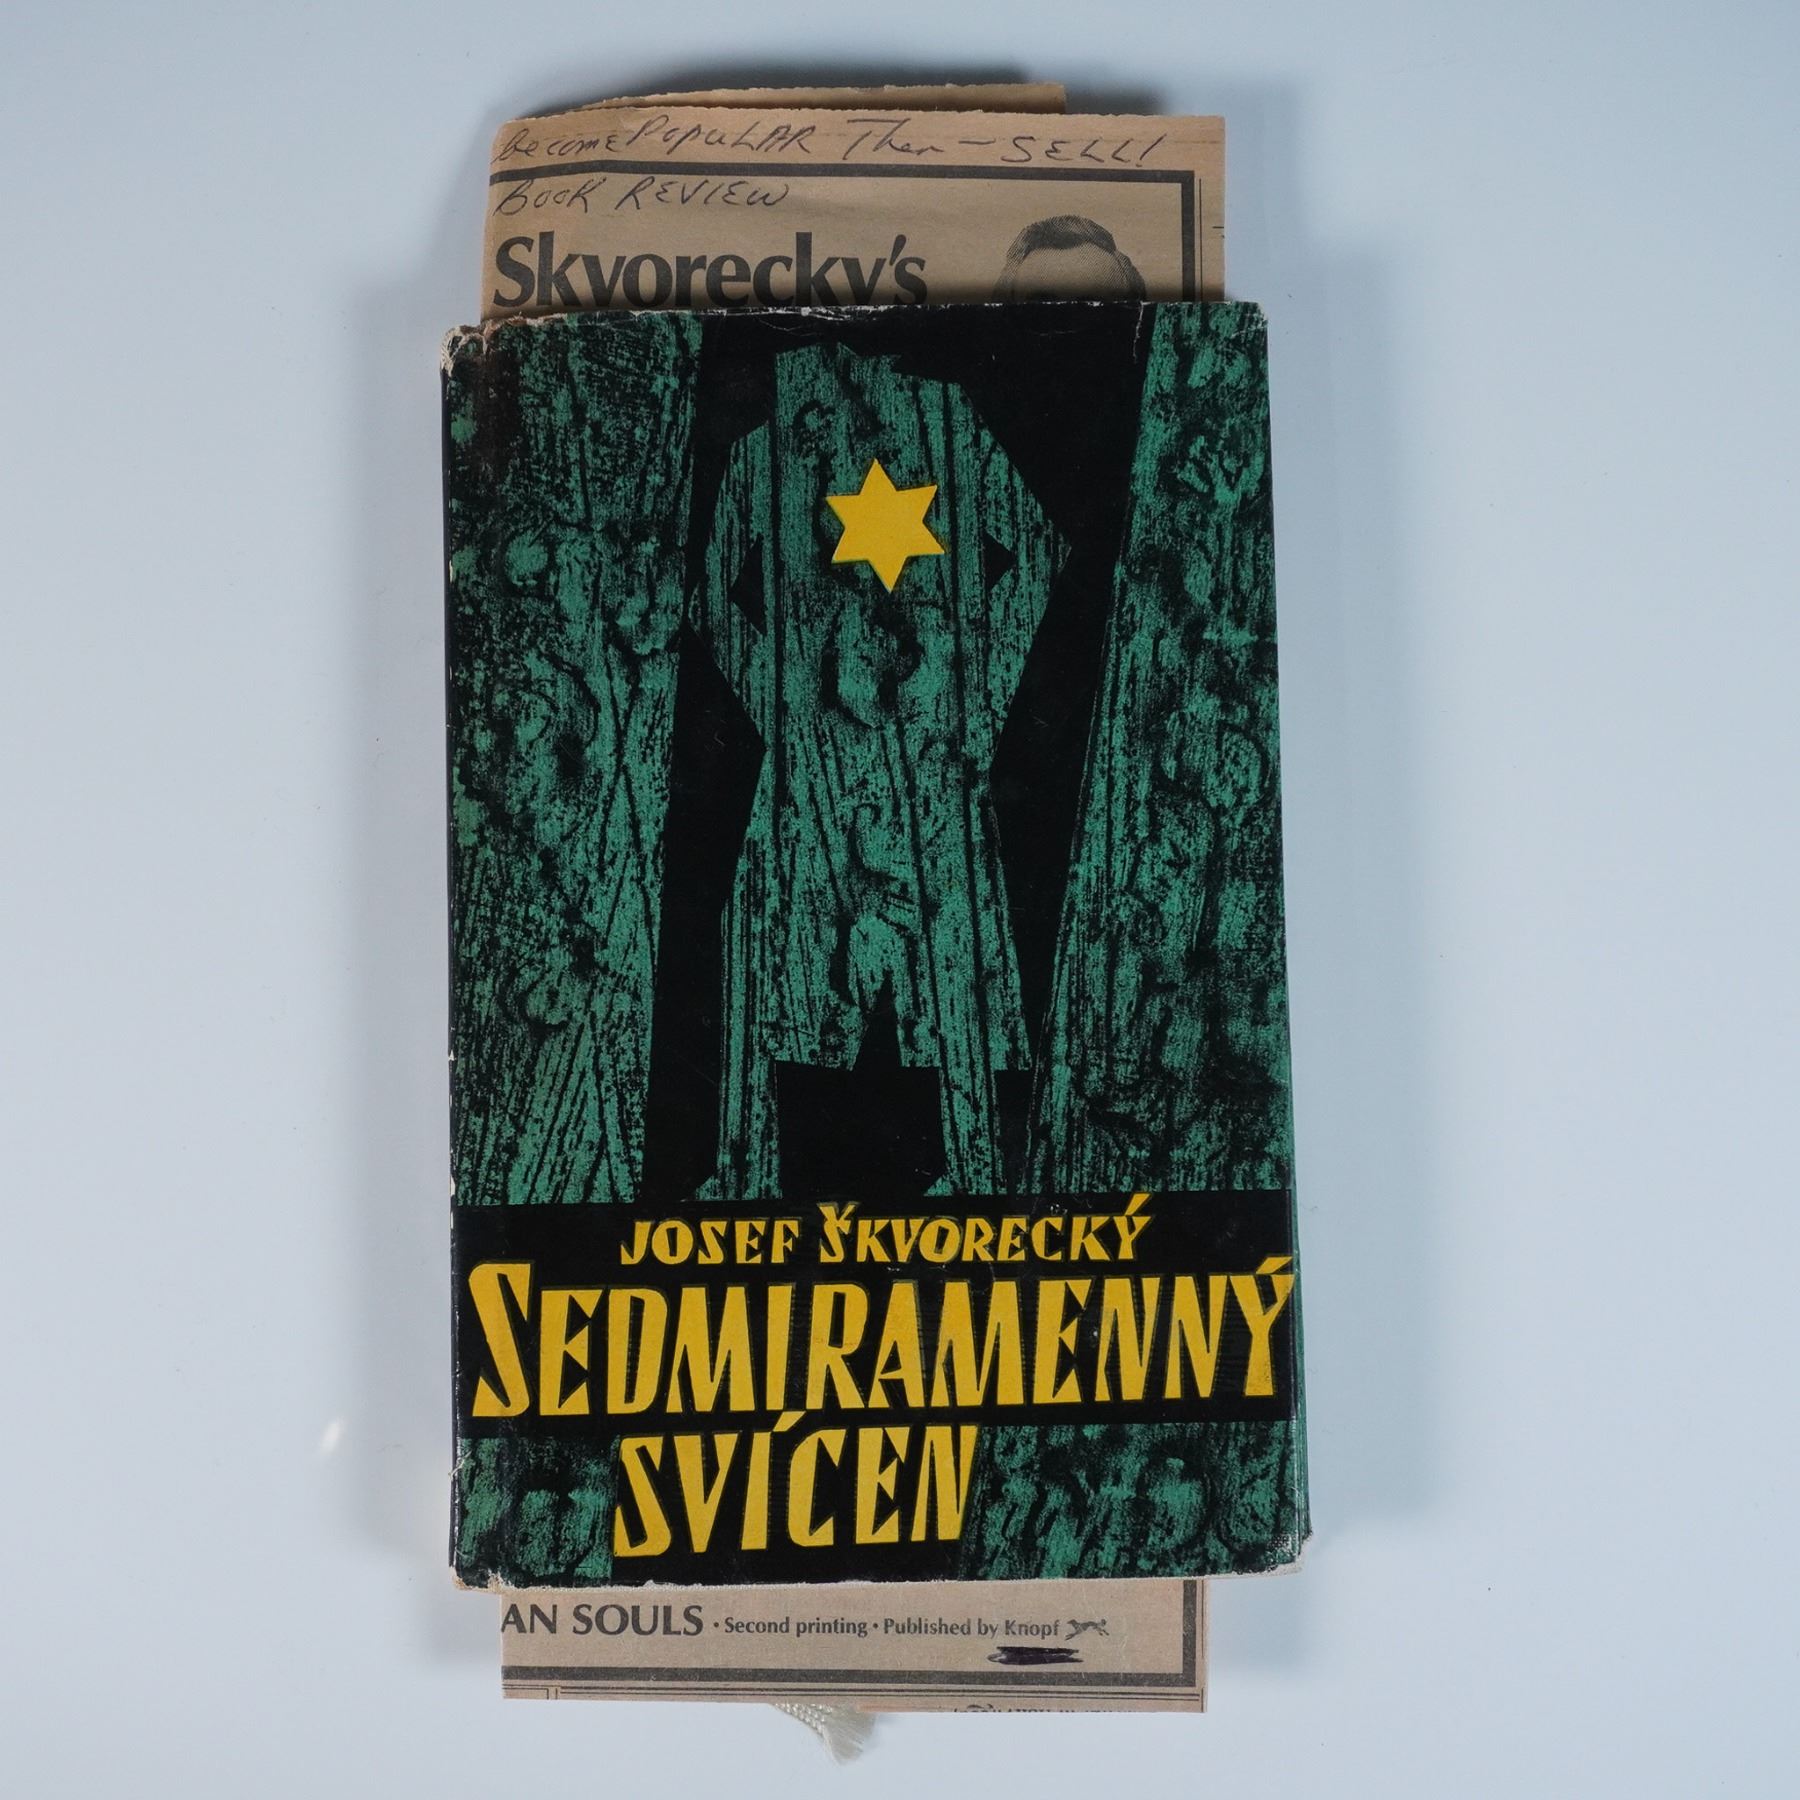 become POPULAR Then — SELL!
BOOK REVIEW
Skvorecky's
JOSEF ŠKVORECKÝ
SEDMIRAMENNÝ
SVÍCEN
AN SOULS • Second printing • Published by Knopf